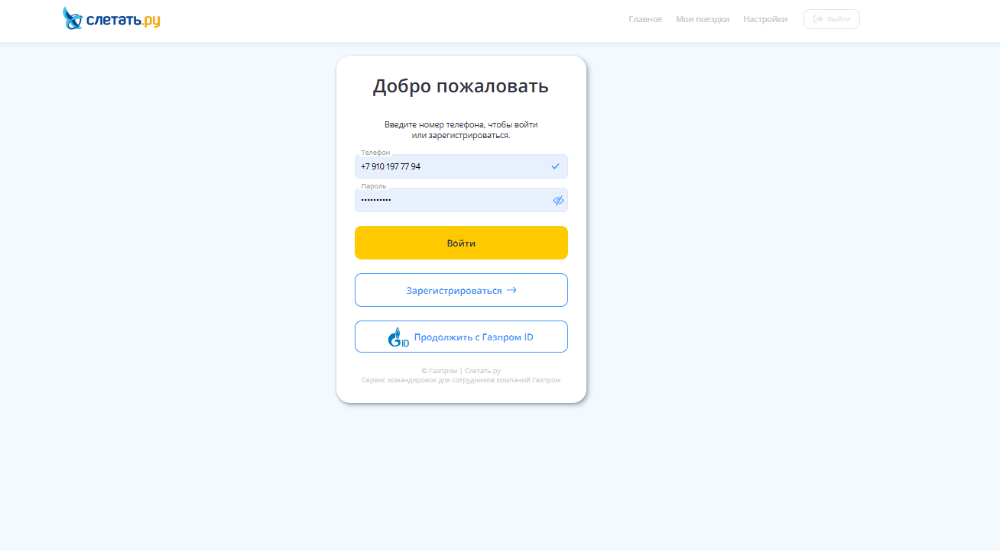 слетать.ру
Главное Мои поездки Настройки Выйти
Добро пожаловать
Введите номер телефона, чтобы войти
или зарегистрироваться.
Телефон
+7 910 197 77 94
Пароль
••••••••••
Войти
Зарегистрироваться →
ID Продолжить с Газпром ID
© Газпром | Слетать.ру
Сервис командировок для сотрудников компаний Газпром